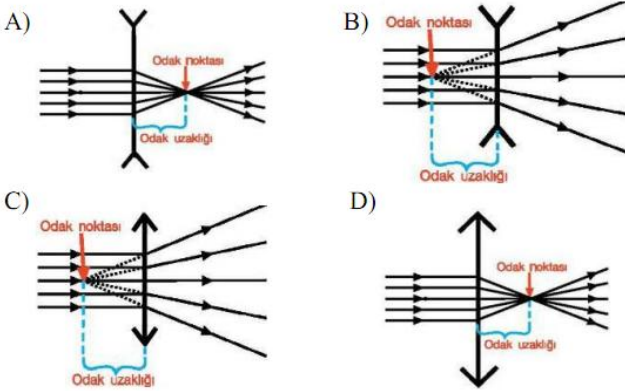 A)
Odak noktası
Odak uzaklığı
B)
Odak noktası
Odak uzaklığı
C)
Odak noktası
Odak uzaklığı
D)
Odak noktası
Odak uzaklığı